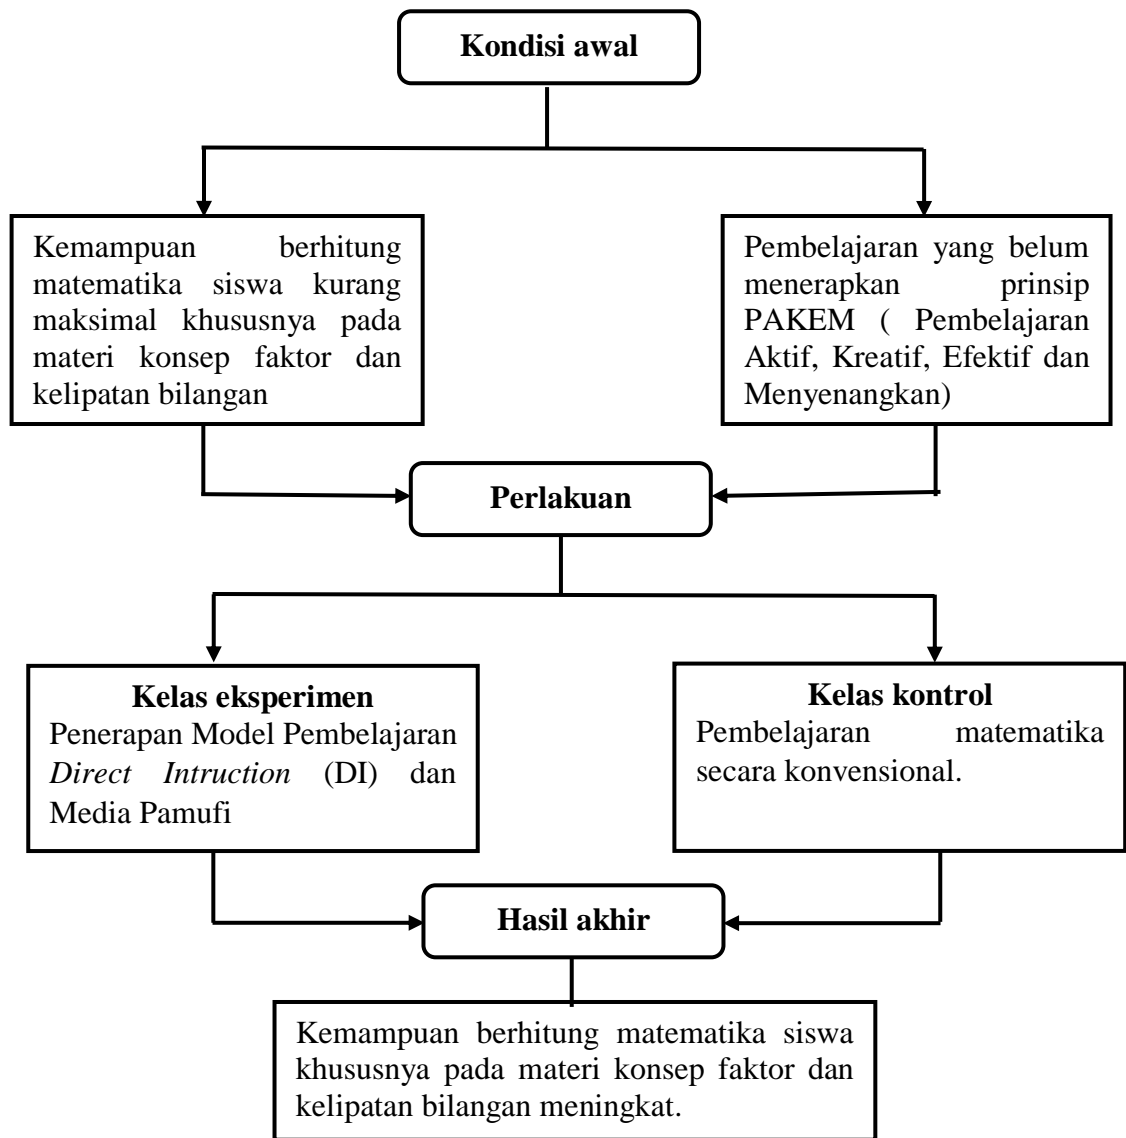 Kondisi awal
Kemampuan berhitung
matematika siswa kurang
maksimal khususnya pada
materi konsep faktor dan
kelipatan bilangan
Pembelajaran yang belum
menerapkan prinsip
PAKEM ( Pembelajaran
Aktif, Kreatif, Efektif dan
Menyenangkan)
Perlakuan
Kelas eksperimen
Penerapan Model Pembelajaran
Direct Intruction (DI) dan
Media Pamufi
Kelas kontrol
Pembelajaran matematika
secara konvensional.
Hasil akhir
Kemampuan berhitung matematika siswa
khususnya pada materi konsep faktor dan
kelipatan bilangan meningkat.